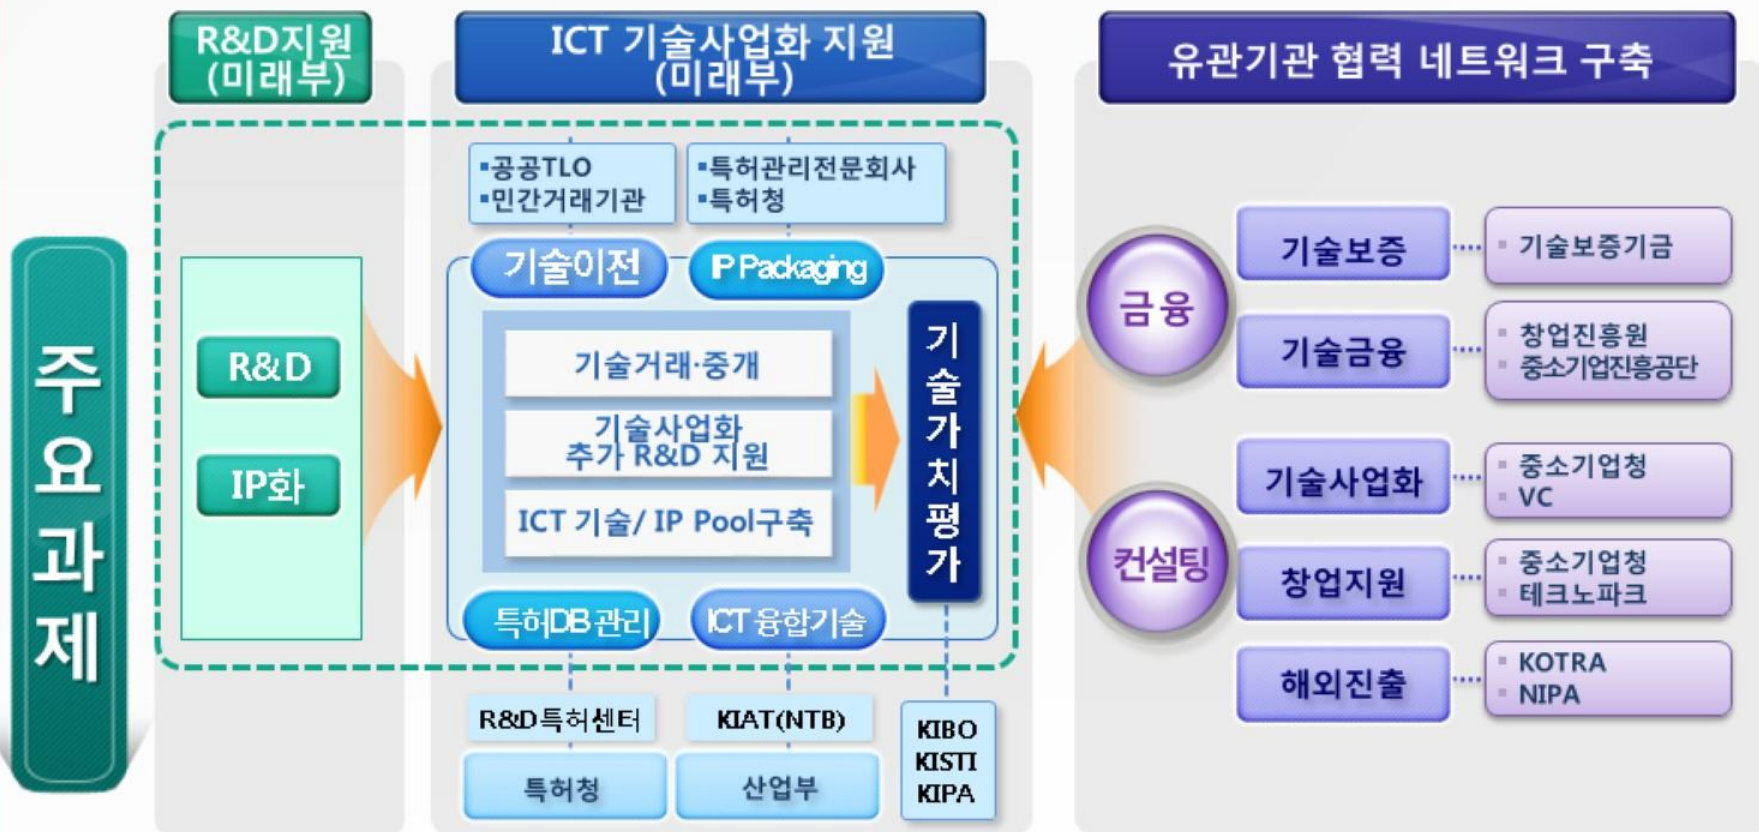 R&D지원
(미래부)
ICT 기술사업화 지원
(미래부)
유관기관 협력 네트워크 구축
주요과제
R&D
IP화
▪공공TLO
▪민간거래기관
▪특허관리전문회사
▪특허청
기술이전
IP Packaging
기술거래·중개
기술사업화
추가 R&D 지원
ICT 기술/ IP Pool구축
기술가치평가
특허DB관리
ICT 융합기술
R&D특허센터
특허청
KIAT(NTB)
산업부
KIBO
KISTI
KIPA
금융
기술보증
▪ 기술보증기금
기술금융
▪ 창업진흥원
▪ 중소기업진흥공단
컨설팅
기술사업화
▪ 중소기업청
▪ VC
창업지원
▪ 중소기업청
▪ 테크노파크
해외진출
▪ KOTRA
▪ NIPA